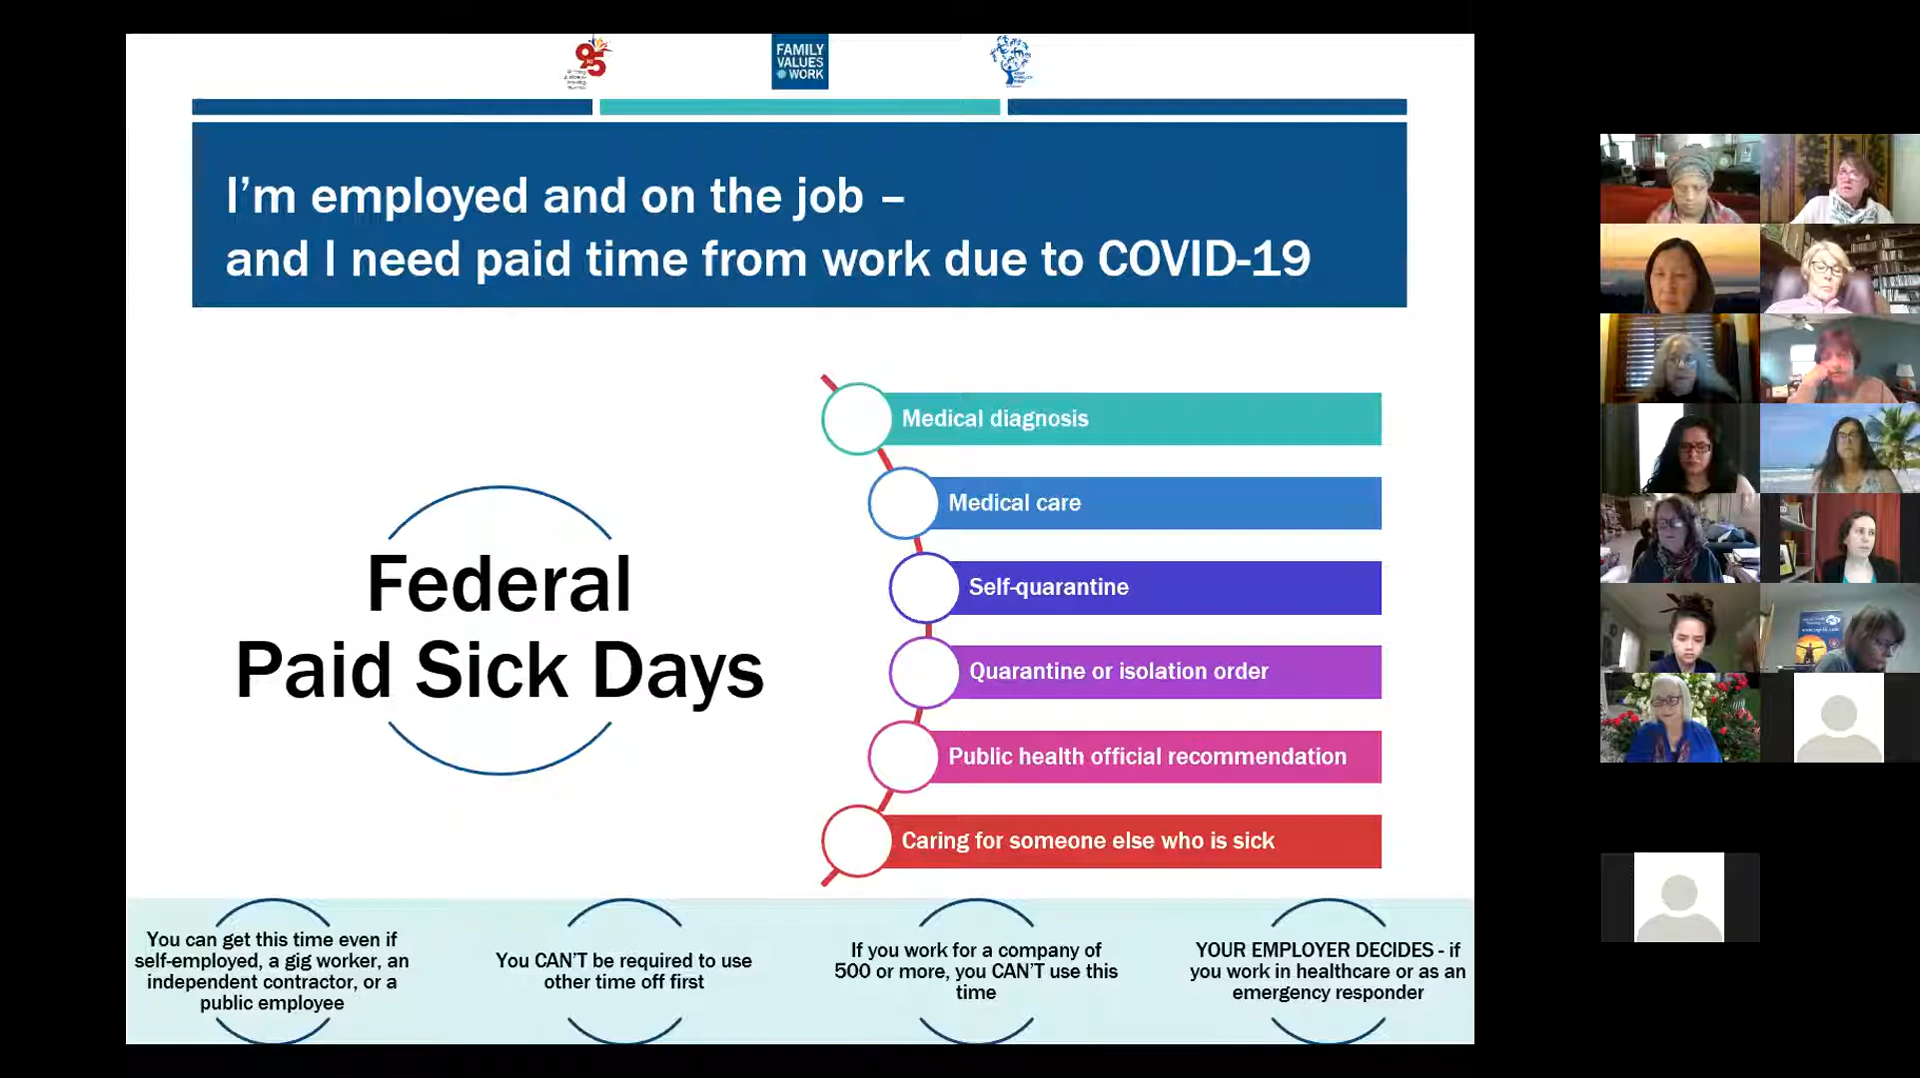 95
FAMILY
VALUES
@WORK
I'm employed and on the job –
and I need paid time from work due to COVID-19
Federal
Paid Sick Days
Medical diagnosis
Medical care
Self-quarantine
Quarantine or isolation order
Public health official recommendation
Caring for someone else who is sick
You can get this time even if
self-employed, a gig worker, an
independent contractor, or a
public employee
You CAN'T be required to use
other time off first
If you work for a company of
500 or more, you CAN'T use this
time
YOUR EMPLOYER DECIDES - if
you work in healthcare or as an
emergency responder